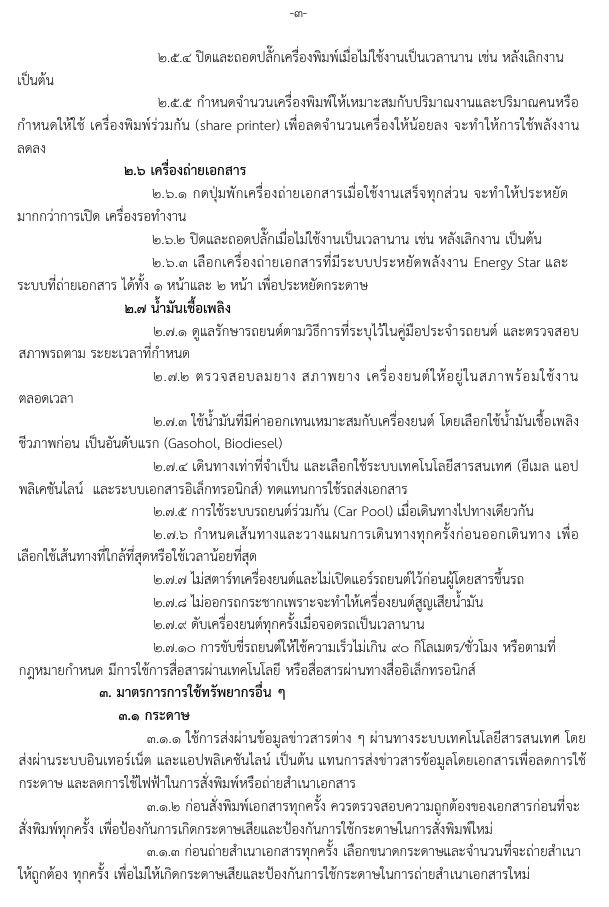 -๓-
๒.๕.๔ ปิดและถอดปลั๊กเครื่องพิมพ์เมื่อไม่ใช้งานเป็นเวลานาน เช่น หลังเลิกงาน
เป็นต้น
๒.๕.๕ กำหนดจำนวนเครื่องพิมพ์ให้เหมาะสมกับปริมาณงานและปริมาณคนหรือ
กำหนดให้ใช้ เครื่องพิมพ์ร่วมกัน (share printer) เพื่อลดจำนวนเครื่องให้น้อยลง จะทำให้การใช้พลังงาน
ลดลง
๒.๖ เครื่องถ่ายเอกสาร
๒.๖.๑ กดปุ่มพักเครื่องถ่ายเอกสารเมื่อใช้งานเสร็จทุกส่วน จะทำให้ประหยัด
มากกว่าการเปิด เครื่องรอทำงาน
๒.๖.๒ ปิดและถอดปลั๊กเมื่อไม่ใช้งานเป็นเวลานาน เช่น หลังเลิกงาน เป็นต้น
๒.๖.๓ เลือกเครื่องถ่ายเอกสารที่มีระบบประหยัดพลังงาน Energy Star และ
ระบบที่ถ่ายเอกสาร ได้ทั้ง ๑ หน้าและ ๒ หน้า เพื่อประหยัดกระดาษ
๒.๗ น้ำมันเชื้อเพลิง
๒.๗.๑ ดูแลรักษารถยนต์ตามวิธีการที่ระบุไว้ในคู่มือประจำรถยนต์ และตรวจสอบ
สภาพรถตาม ระยะเวลาที่กำหนด
๒.๗.๒ ตรวจสอบลมยาง สภาพยาง เครื่องยนต์ให้อยู่ในสภาพร้อมใช้งาน
ตลอดเวลา
๒.๗.๓ ใช้น้ำมันที่มีค่าออกเทนเหมาะสมกับเครื่องยนต์ โดยเลือกใช้น้ำมันเชื้อเพลิง
ชีวภาพก่อน เป็นอันดับแรก (Gasohol, Biodiesel)
๒.๗.๔ เดินทางเท่าที่จำเป็น และเลือกใช้ระบบเทคโนโลยีสารสนเทศ (อีเมล แอป
พลิเคชันไลน์ และระบบเอกสารอิเล็กทรอนิกส์) ทดแทนการใช้รถส่งเอกสาร
๒.๗.๕ การใช้ระบบรถยนต์ร่วมกัน (Car Pool) เมื่อเดินทางไปทางเดียวกัน
๒.๗.๖ กำหนดเส้นทางและวางแผนการเดินทางทุกครั้งก่อนออกเดินทาง เพื่อ
เลือกใช้เส้นทางที่ใกล้ที่สุดหรือใช้เวลาน้อยที่สุด
๒.๗.๗ ไม่สตาร์ทเครื่องยนต์และไม่เปิดแอร์รถยนต์ไว้ก่อนผู้โดยสารขึ้นรถ
๒.๗.๘ ไม่ออกรถกระชากเพราะจะทำให้เครื่องยนต์สูญเสียน้ำมัน
๒.๗.๙ ดับเครื่องยนต์ทุกครั้งเมื่อจอดรถเป็นเวลานาน
๒.๗.๑๐ การขับขี่รถยนต์ให้ใช้ความเร็วไม่เกิน ๙๐ กิโลเมตร/ชั่วโมง หรือตามที่
กฎหมายกำหนด มีการใช้การสื่อสารผ่านเทคโนโลยี หรือสื่อสารผ่านทางสื่ออิเล็กทรอนิกส์
๓. มาตรการการใช้ทรัพยากรอื่น ๆ
๓.๑ กระดาษ
๓.๑.๑ ใช้การส่งผ่านข้อมูลข่าวสารต่าง ๆ ผ่านทางระบบเทคโนโลยีสารสนเทศ โดย
ส่งผ่านระบบอินเทอร์เน็ต และแอปพลิเคชันไลน์ เป็นต้น แทนการส่งข่าวสารข้อมูลโดยเอกสารเพื่อลดการใช้
กระดาษ และลดการใช้ไฟฟ้าในการสั่งพิมพ์หรือถ่ายสำเนาเอกสาร
๓.๑.๒ ก่อนสั่งพิมพ์เอกสารทุกครั้ง ควรตรวจสอบความถูกต้องของเอกสารก่อนที่จะ
สั่งพิมพ์ทุกครั้ง เพื่อป้องกันการเกิดกระดาษเสียและป้องกันการใช้กระดาษในการสั่งพิมพ์ใหม่
๓.๑.๓ ก่อนถ่ายสำเนาเอกสารทุกครั้ง เลือกขนาดกระดาษและจำนวนที่จะถ่ายสำเนา
ให้ถูกต้อง ทุกครั้ง เพื่อไม่ให้เกิดกระดาษเสียและป้องกันการใช้กระดาษในการถ่ายสำเนาเอกสารใหม่